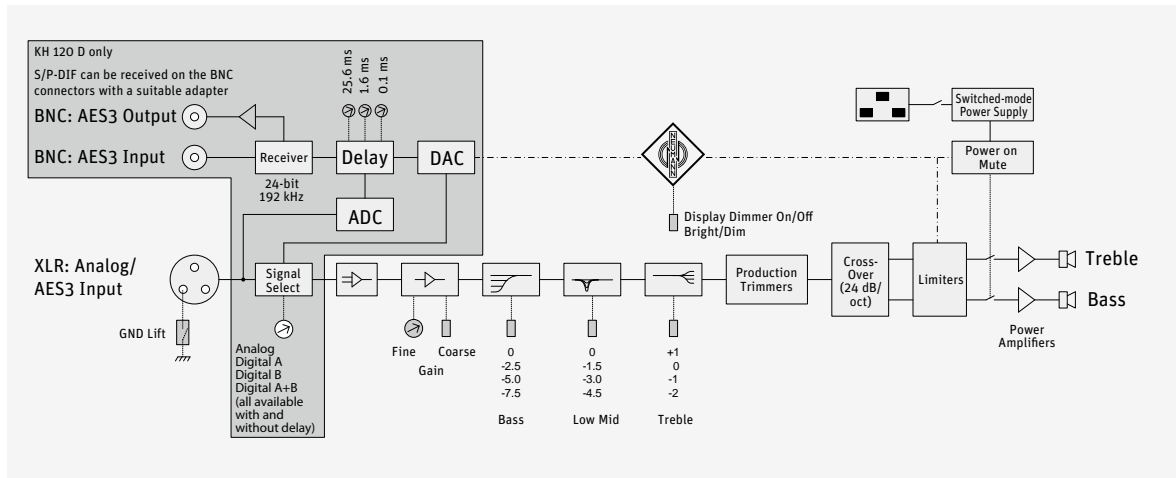 KH 120 D only
S/P-DIF can be received on the BNC
connectors with a suitable adapter
BNC: AES3 Output
BNC: AES3 Input
25.6 ms
1.6 ms
0.1 ms
Receiver
24-bit
192 kHz
Delay
DAC
ADC
NEUMANN
Display Dimmer On/Off
Bright/Dim
Switched-mode
Power Supply
Power on
Mute
XLR: Analog/
AES3 Input
GND Lift
Signal
Select
Analog
Digital A
Digital B
Digital A+B
(all available
with and
without delay)
Fine
Coarse
Gain
0
-2.5
-5.0
-7.5
Bass
0
-1.5
-3.0
-4.5
Low Mid
+1
0
-1
-2
Treble
Production
Trimmers
Cross-
Over
(24 dB/
oct)
Limiters
Treble
Bass
Power
Amplifiers